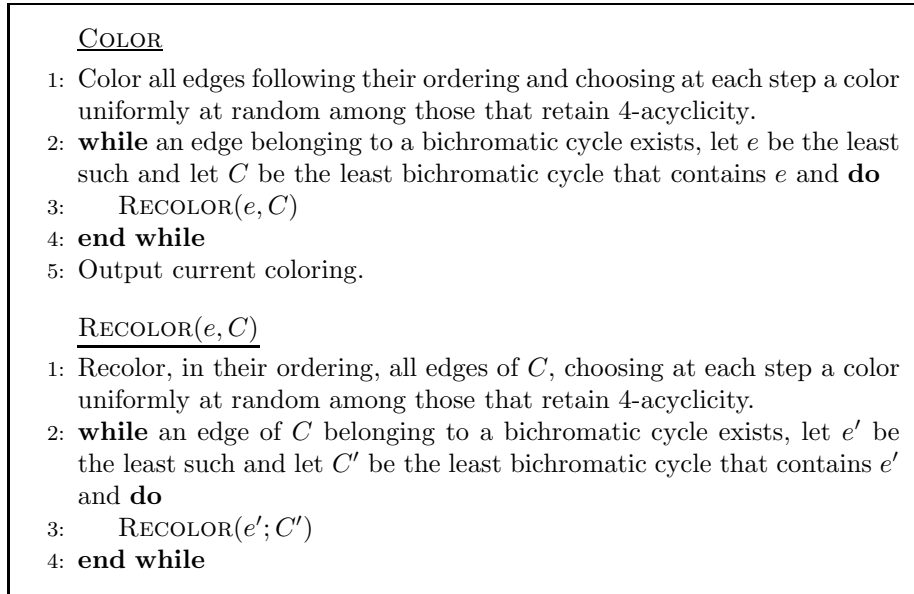 COLOR
1: Color all edges following their ordering and choosing at each step a color
uniformly at random among those that retain 4-acyclicity.
2: while an edge belonging to a bichromatic cycle exists, let e be the least
such and let C be the least bichromatic cycle that contains e and do
3: RECOLOR(e, C)
4: end while
5: Output current coloring.
RECOLOR(e, C)
1: Recolor, in their ordering, all edges of C, choosing at each step a color
uniformly at random among those that retain 4-acyclicity.
2: while an edge of C belonging to a bichromatic cycle exists, let e′ be
the least such and let C′ be the least bichromatic cycle that contains e′
and do
3: RECOLOR(e′; C′)
4: end while